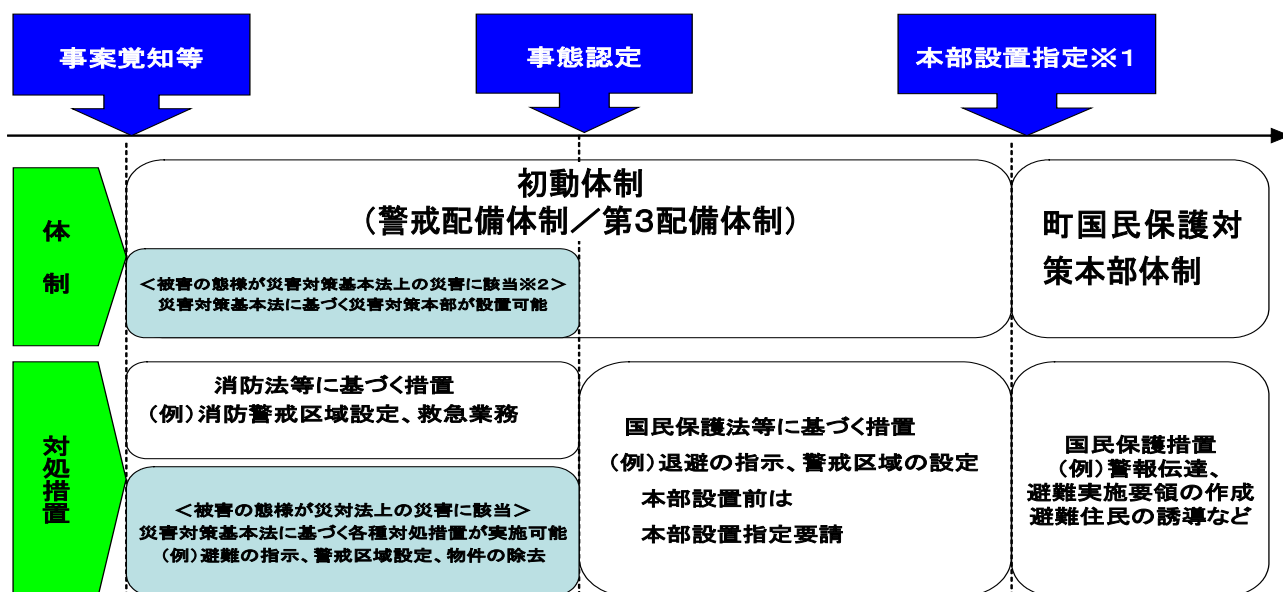 事案覚知等
事態認定
本部設置指定※1
体
制
初動体制
(警戒配備体制/第3配備体制)
<被害の態様が災害対策基本法上の災害に該当※2>
災害対策基本法に基づく災害対策本部が設置可能
町国民保護対
策本部体制
対処措置
消防法等に基づく措置
(例)消防警戒区域設定、救急業務
<被害の態様が災対法上の災害に該当>
災害対策基本法に基づく各種対処措置が実施可能
(例)避難の指示、警戒区域設定、物件の除去
国民保護法等に基づく措置
(例)退避の指示、警戒区域の設定
本部設置前は
本部設置指定要請
国民保護措置
(例)警報伝達、
避難実施要領の作成
避難住民の誘導など